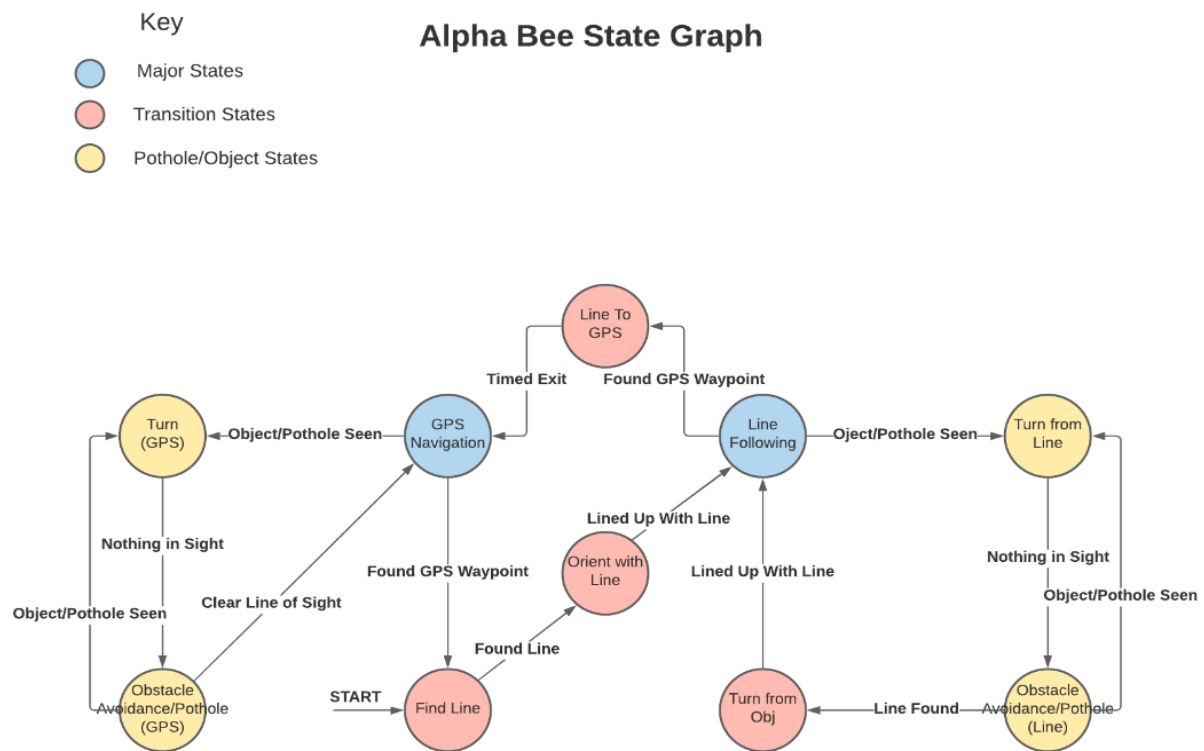 Key
Alpha Bee State Graph
Major States
Transition States
Pothole/Object States
Line To
GPS
Timed Exit
Found GPS Waypoint
Turn
(GPS)
Object/Pothole Seen
GPS
Navigation
Line
Following
Oject/Pothole Seen
Turn from
Line
Lined Up With Line
Nothing in Sight
Found GPS Waypoint
Orient with
Line
Lined Up With Line
Nothing in Sight
Object/Pothole Seen
Clear Line of Sight
Object/Pothole Seen
Found Line
START
Obstacle
Avoidance/Pothole
(GPS)
Find Line
Turn from
Obj
Line Found
Obstacle
Avoidance/Pothole
(Line)